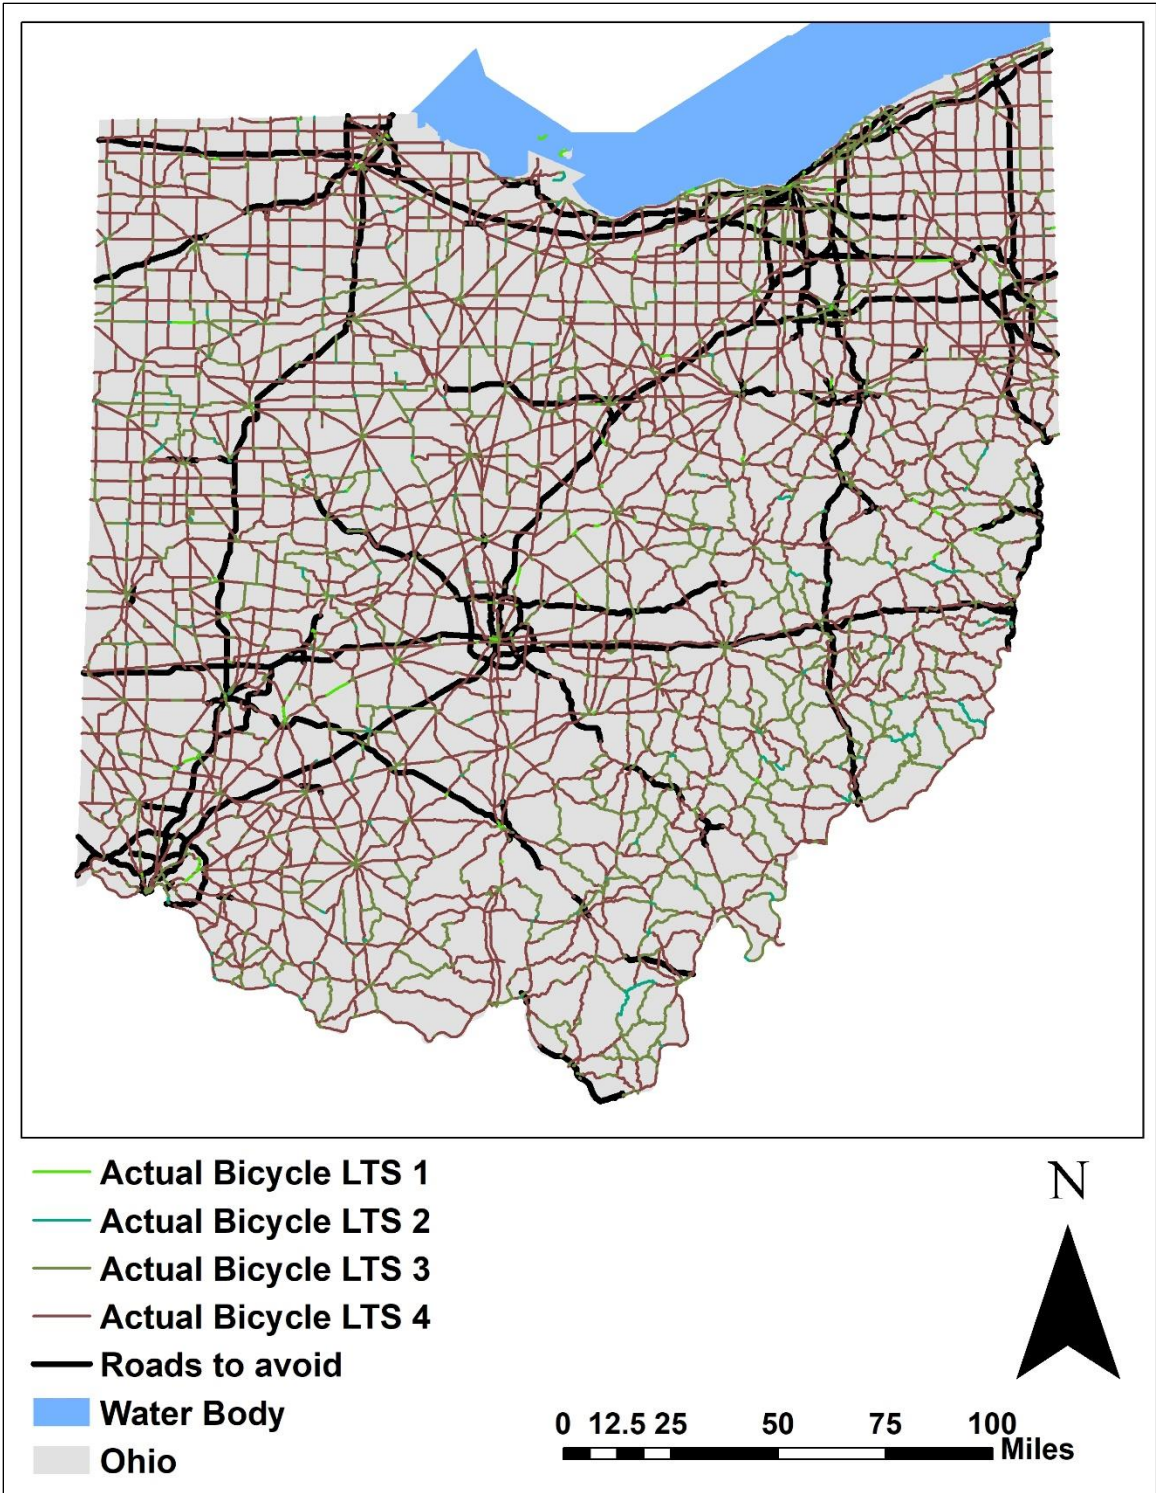 Actual Bicycle LTS 1
Actual Bicycle LTS 2
Actual Bicycle LTS 3
Actual Bicycle LTS 4
Roads to avoid
Water Body
Ohio
N
0 12.5 25 50 75 100
Miles